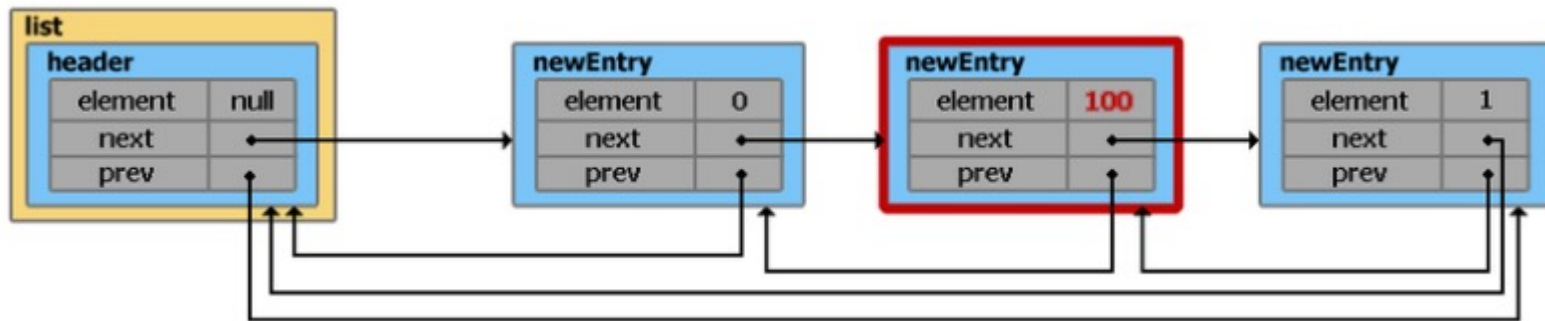 list
header
element null
next
prev
newEntry
element 0
next
prev
newEntry
element 100
next
prev
newEntry
element 1
next
prev